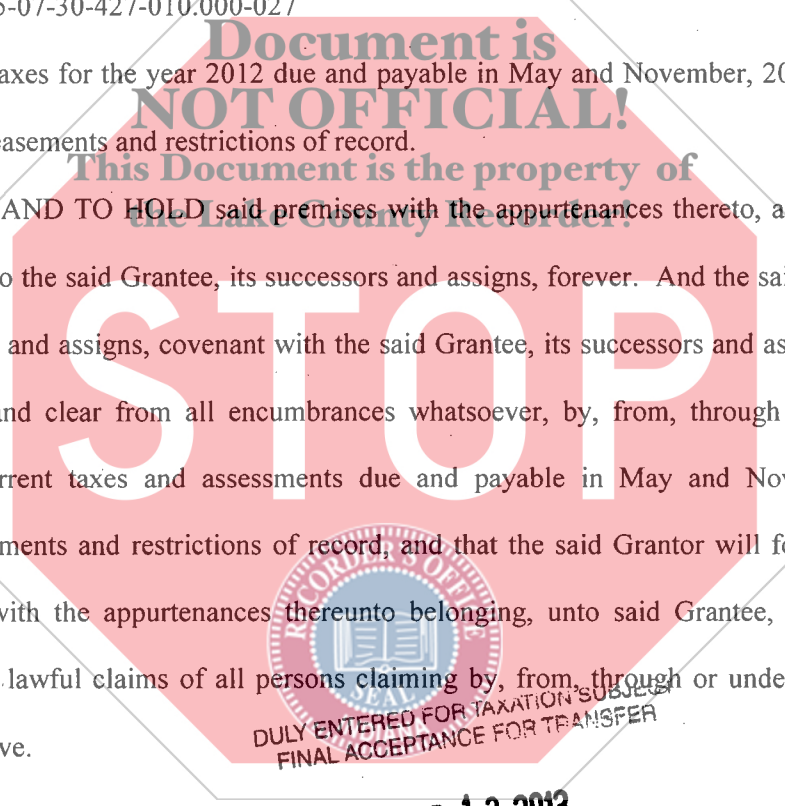 -07-30-427-010.000-027
Document is
axes for the year 2012 due and payable in May and November, 20
NOT OFFICIAL!
easements and restrictions of record.
This Document is the property of
AND TO HOLD said premises with the appurtenances thereto, a
the Lake County Recorder!
o the said Grantee, its successors and assigns, forever. And the sai
STOP
and assigns, covenant with the said Grantee, its successors and as
and clear from all encumbrances whatsoever, by, from, through
rrent taxes and assessments due and payable in May and Nov
ments and restrictions of record, and that the said Grantor will fo
RECORDER'S OFFICE
with the appurtenances thereunto belonging, unto said Grantee,
lawful claims of all persons claiming by, from, through or unde
SEAL
DULY ENTERED FOR TAXATION SUBJECT
FINAL ACCEPTANCE FOR TRANSFER
ve.
2012